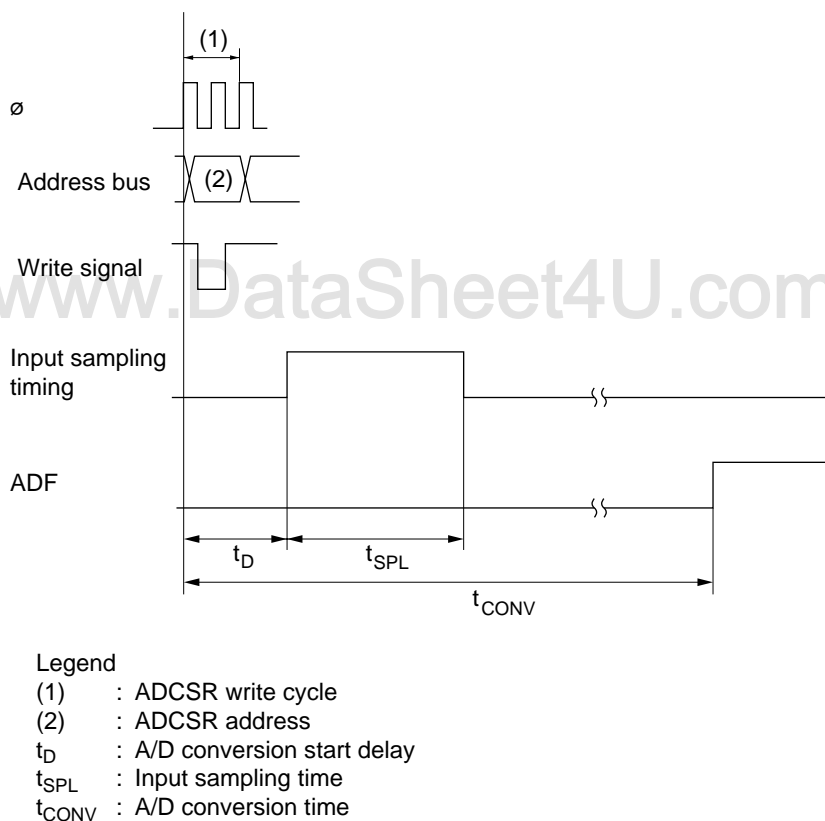 (1)
ø
Address bus
(2)
Write signal
www.DataSheet4U.com
Input sampling
timing
ADF
tD
tSPL
tCONV
Legend
(1) : ADCSR write cycle
(2) : ADCSR address
tD : A/D conversion start delay
tSPL : Input sampling time
tCONV : A/D conversion time